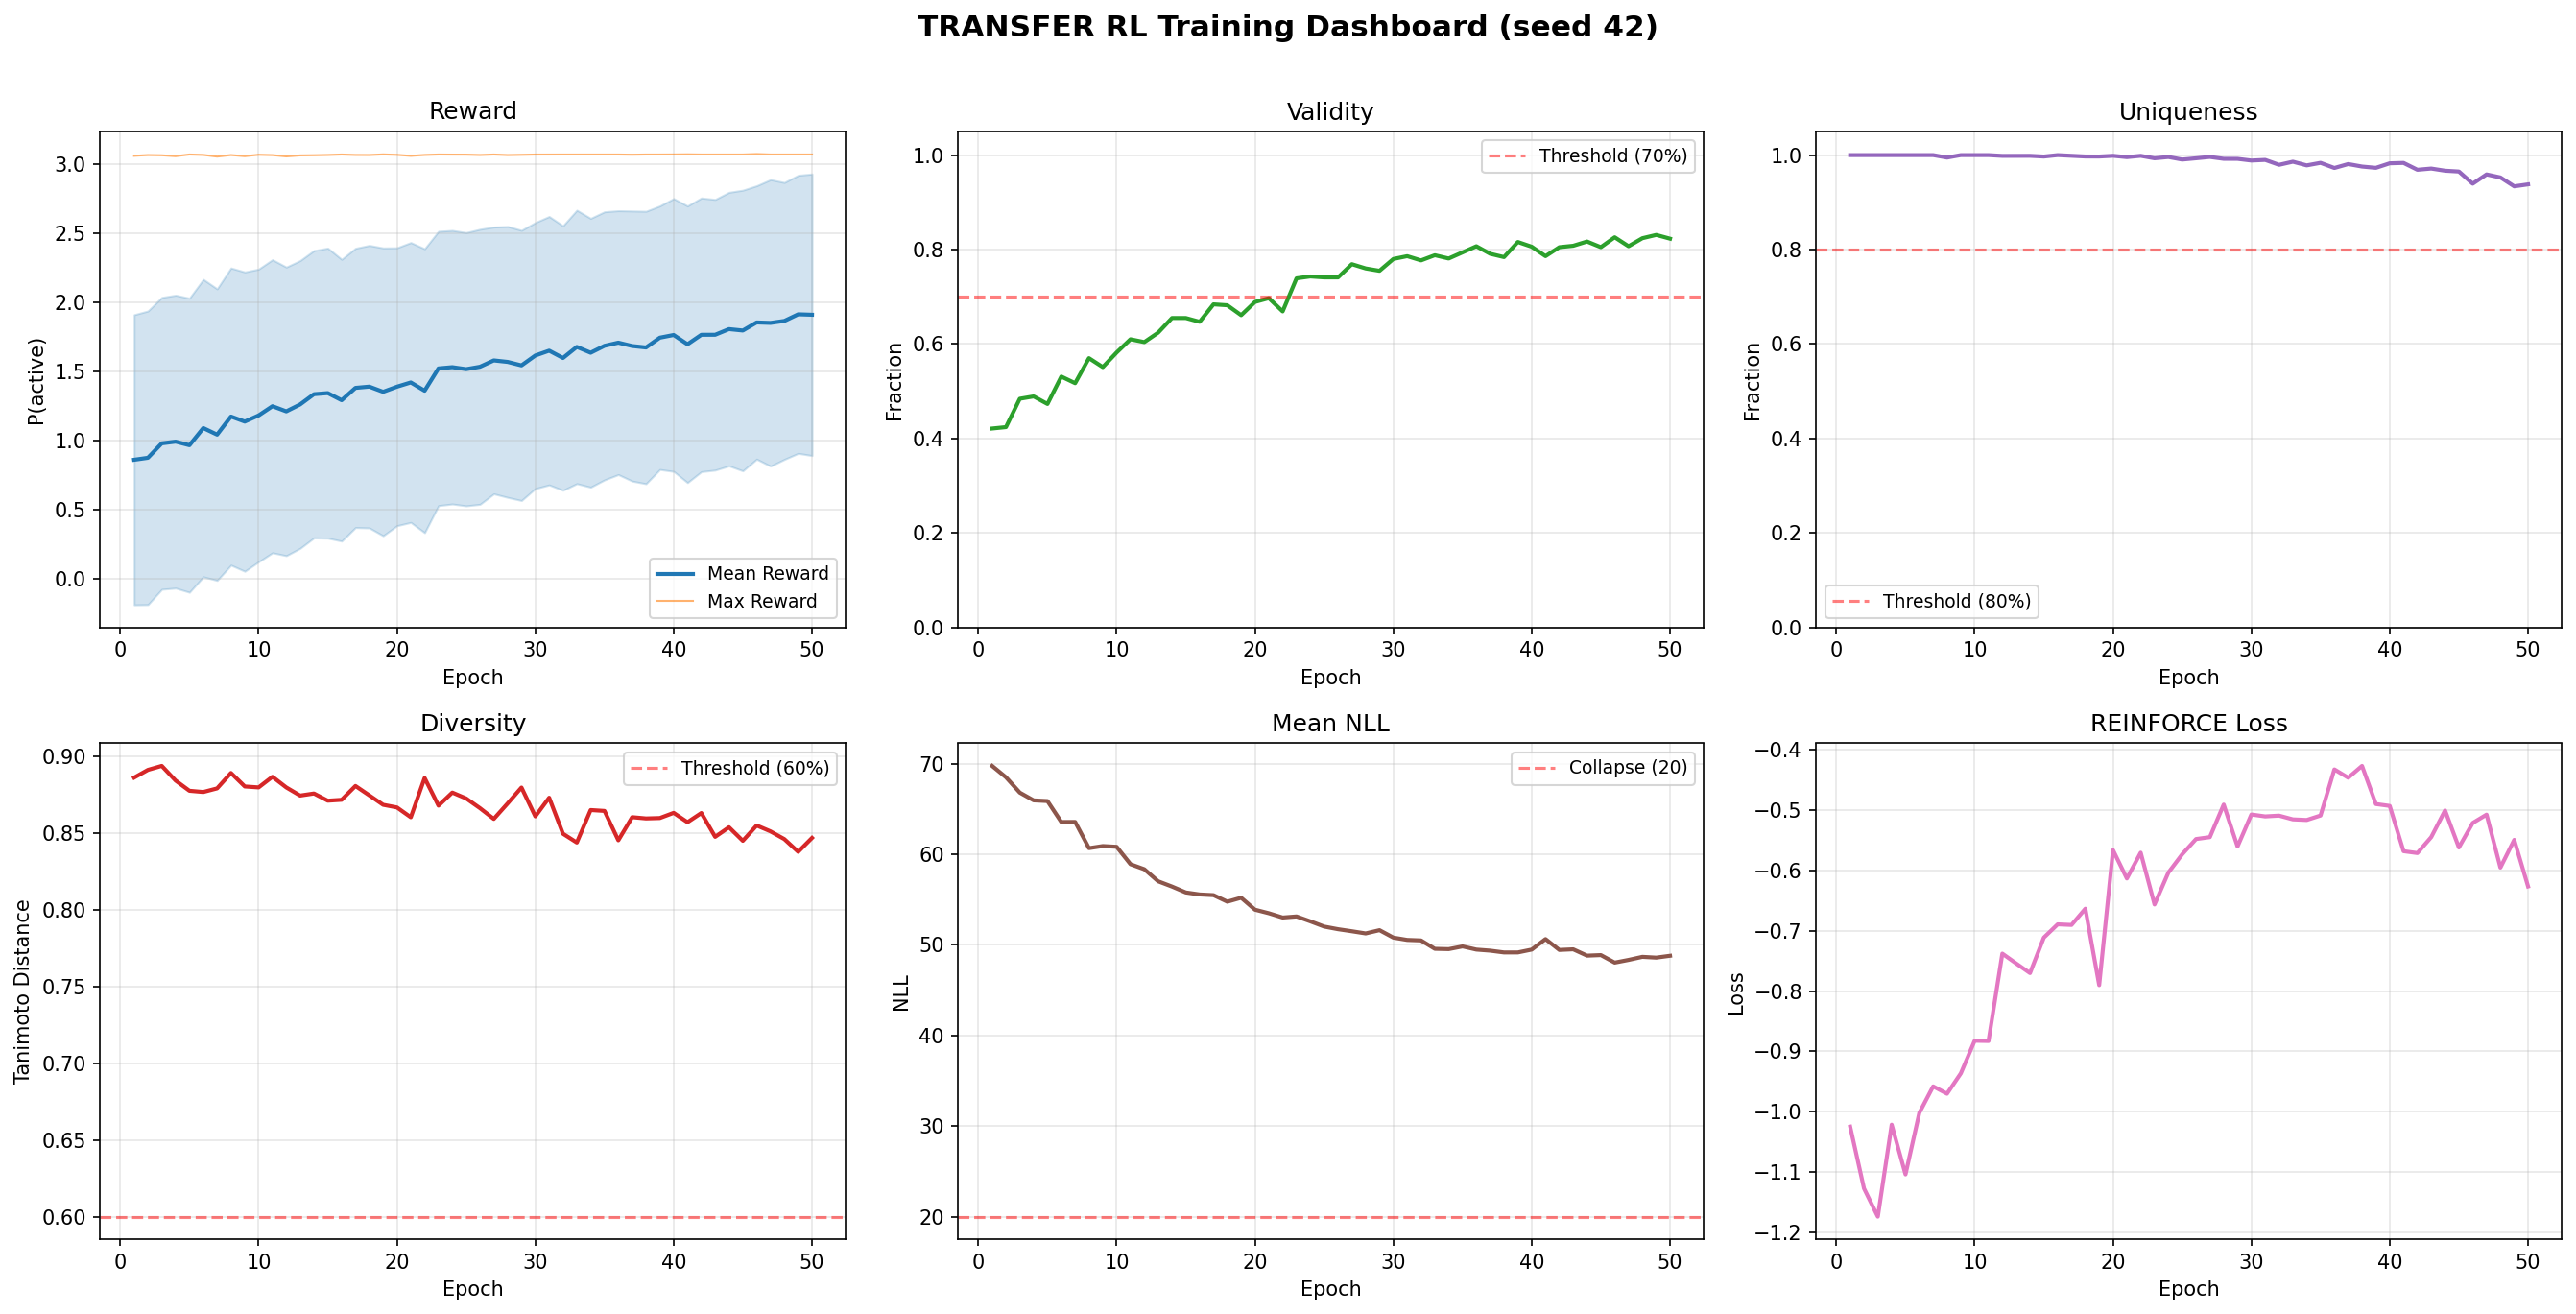 TRANSFER RL Training Dashboard (seed 42)
Reward
P(active)
3.0
2.5
2.0
1.5
1.0
0.5
0.0
Mean Reward
Max Reward
0 10 20 30 40 50
Epoch
Validity
Fraction
1.0
0.8
0.6
0.4
0.2
0.0
Threshold (70%)
0 10 20 30 40 50
Epoch
Uniqueness
Fraction
1.0
0.8
0.6
0.4
0.2
0.0
Threshold (80%)
0 10 20 30 40 50
Epoch
Diversity
Tanimoto Distance
0.90
0.85
0.80
0.75
0.70
0.65
0.60
Threshold (60%)
0 10 20 30 40 50
Epoch
Mean NLL
NLL
70
60
50
40
30
20
Collapse (20)
0 10 20 30 40 50
Epoch
REINFORCE Loss
Loss
−0.4
−0.5
−0.6
−0.7
−0.8
−0.9
−1.0
−1.1
−1.2
0 10 20 30 40 50
Epoch